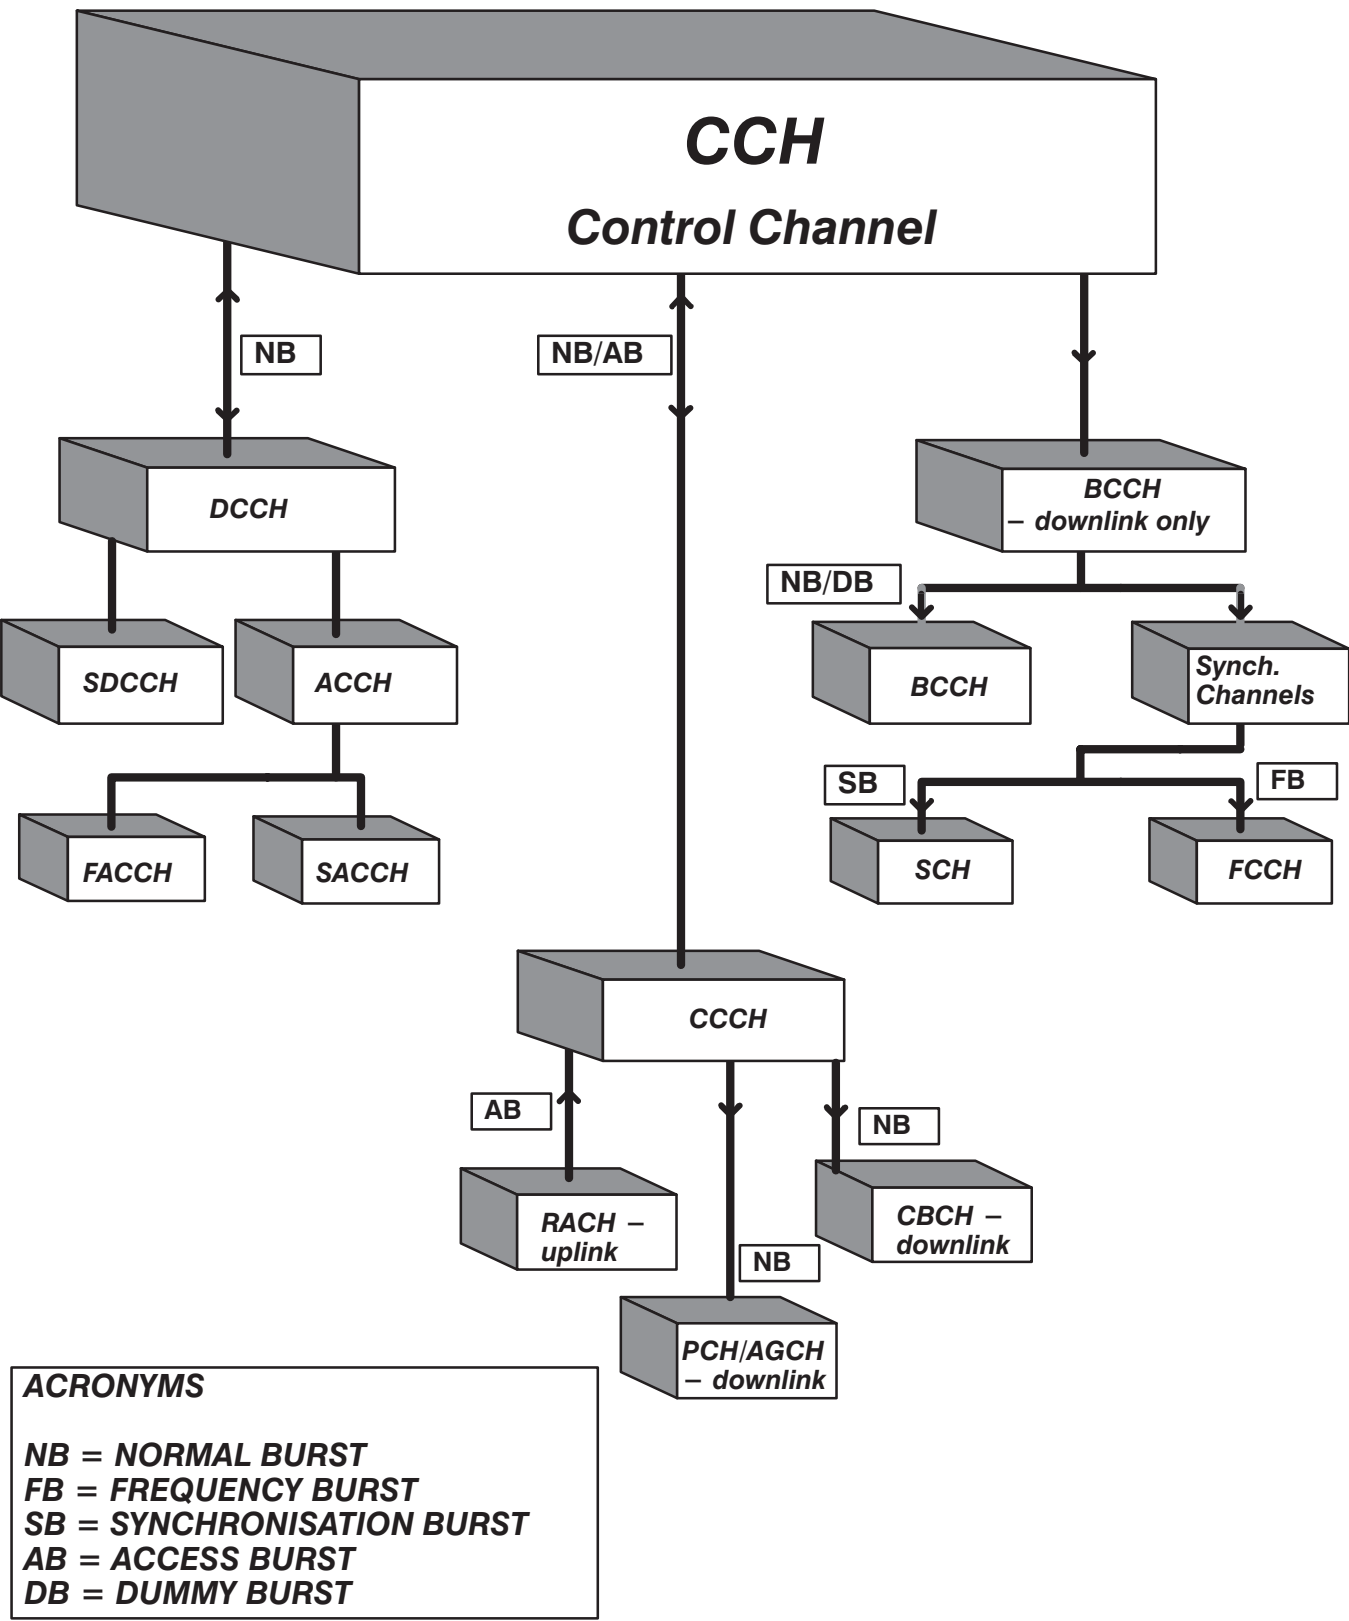 CCH
Control Channel
NB
NB/AB
DCCH
BCCH
– downlink only
NB/DB
SDCCH
ACCH
BCCH
Synch.
Channels
SB
FB
FACCH
SACCH
SCH
FCCH
CCCH
AB
NB
RACH –
uplink
CBCH –
downlink
NB
PCH/AGCH
– downlink
ACRONYMS
NB = NORMAL BURST
FB = FREQUENCY BURST
SB = SYNCHRONISATION BURST
AB = ACCESS BURST
DB = DUMMY BURST